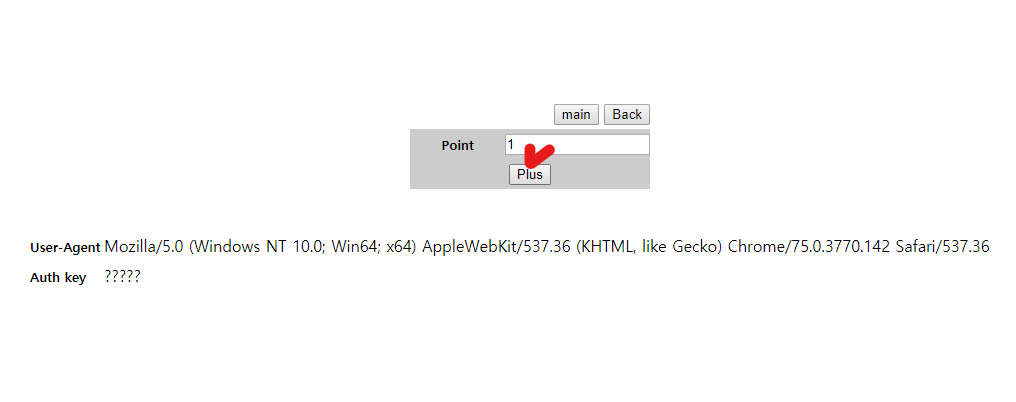 main Back
Point 1
Plus
User-Agent Mozilla/5.0 (Windows NT 10.0; Win64; x64) AppleWebKit/537.36 (KHTML, like Gecko) Chrome/75.0.3770.142 Safari/537.36
Auth key ?????